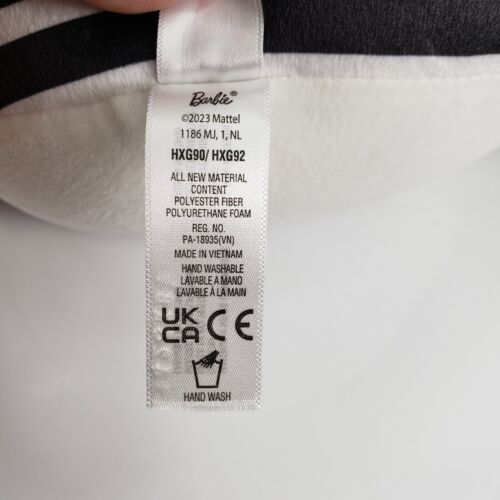 Barbie®
©2023 Mattel
1186 MJ, 1, NL
HXG90/ HXG92
ALL NEW MATERIAL
CONTENT
POLYESTER FIBER
POLYURETHANE FOAM
REG. NO.
PA-18935(VN)
MADE IN VIETNAM
HAND WASHABLE
LAVABLE A MANO
LAVABLE À LA MAIN
UK
CA CE
HAND WASH